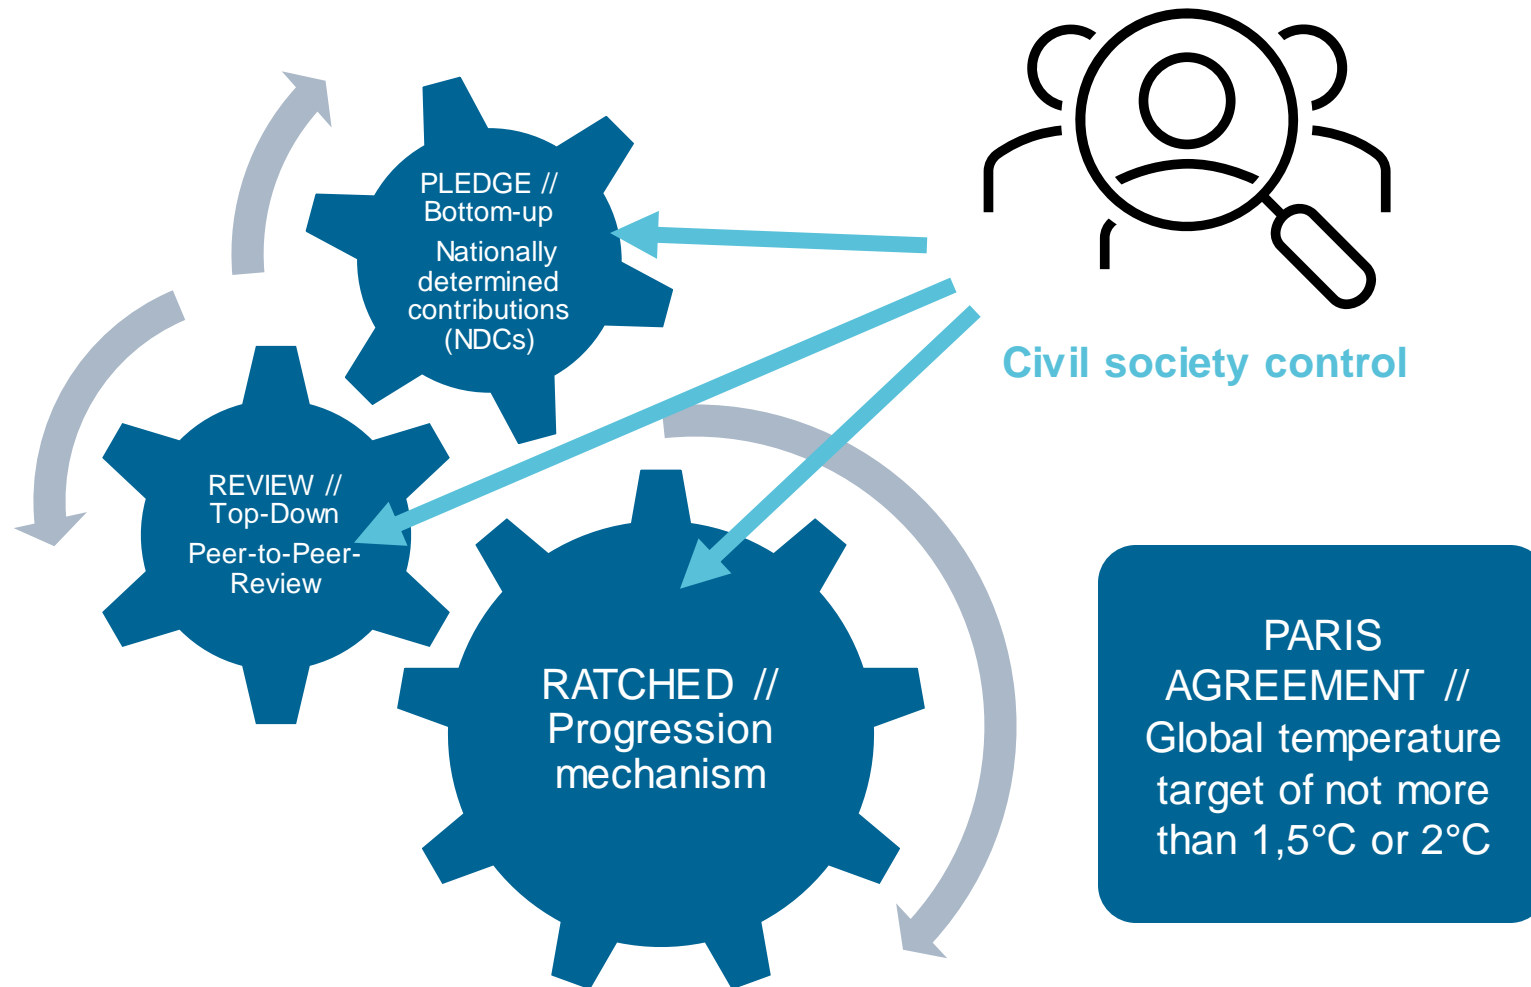 PLEDGE //
Bottom-up
Nationally
determined
contributions
(NDCs)
Civil society control
REVIEW //
Top-Down
Peer-to-Peer-
Review
RATCHED //
Progression
mechanism
PARIS
AGREEMENT //
Global temperature
target of not more
than 1,5°C or 2°C